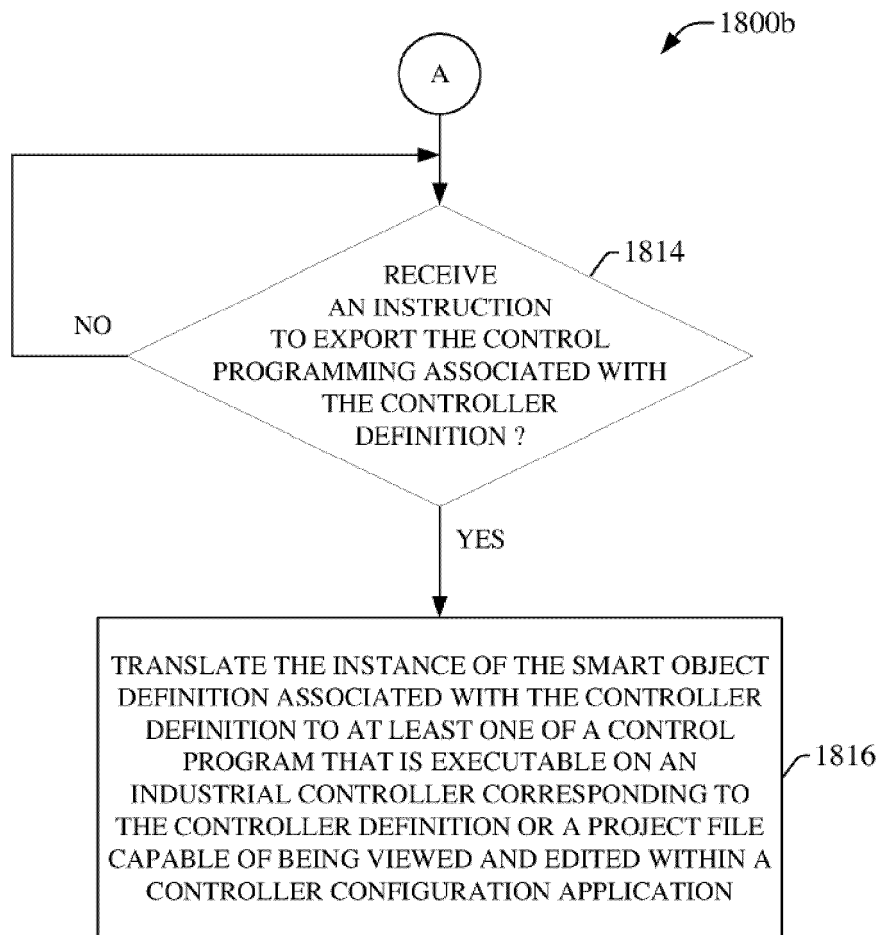 1800b
A
1814
RECEIVE
AN INSTRUCTION
TO EXPORT THE CONTROL
PROGRAMMING ASSOCIATED WITH
THE CONTROLLER
DEFINITION ?
NO
YES
TRANSLATE THE INSTANCE OF THE SMART OBJECT
DEFINITION ASSOCIATED WITH THE CONTROLLER
DEFINITION TO AT LEAST ONE OF A CONTROL
PROGRAM THAT IS EXECUTABLE ON AN
INDUSTRIAL CONTROLLER CORRESPONDING TO
THE CONTROLLER DEFINITION OR A PROJECT FILE
CAPABLE OF BEING VIEWED AND EDITED WITHIN A
CONTROLLER CONFIGURATION APPLICATION
1816